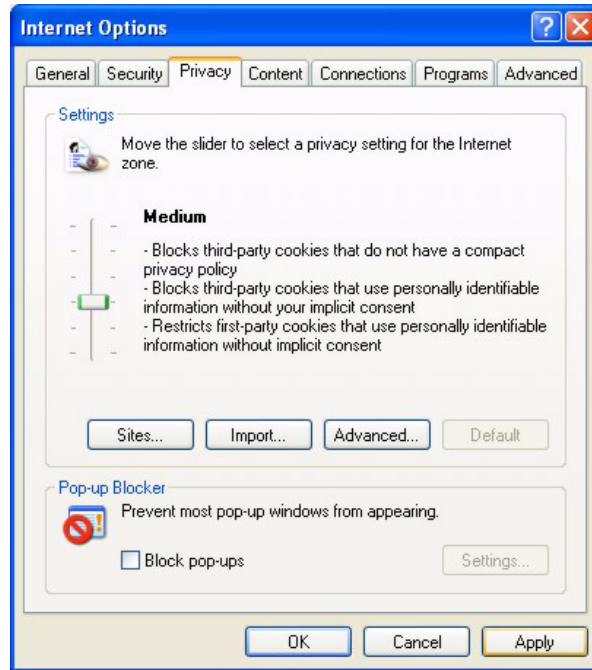 Internet Options
General Security Privacy Content Connections Programs Advanced
Settings
Move the slider to select a privacy setting for the Internet
zone.
Medium
- Blocks third-party cookies that do not have a compact
privacy policy
- Blocks third-party cookies that use personally identifiable
information without your implicit consent
- Restricts first-party cookies that use personally identifiable
information without implicit consent
Sites... Import... Advanced... Default
Pop-up Blocker
Prevent most pop-up windows from appearing.
Block pop-ups Settings...
OK Cancel Apply